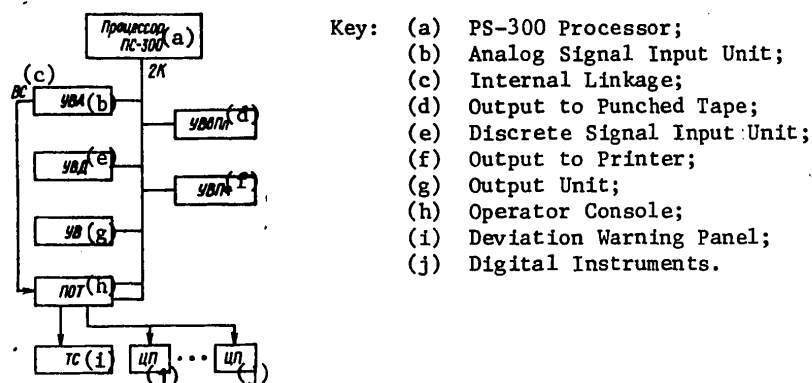 Процессор
ПС-300 (a)
2К
(c)
ВС
УВА (b)
УВвПл (d)
УВД (e)
УВПч (f)
УВ (g)
ПОТ (h)
ТС (i)
ЦП ... ЦП
(j) (j)
Key: (a) PS-300 Processor;
(b) Analog Signal Input Unit;
(c) Internal Linkage;
(d) Output to Punched Tape;
(e) Discrete Signal Input Unit;
(f) Output to Printer;
(g) Output Unit;
(h) Operator Console;
(i) Deviation Warning Panel;
(j) Digital Instruments.